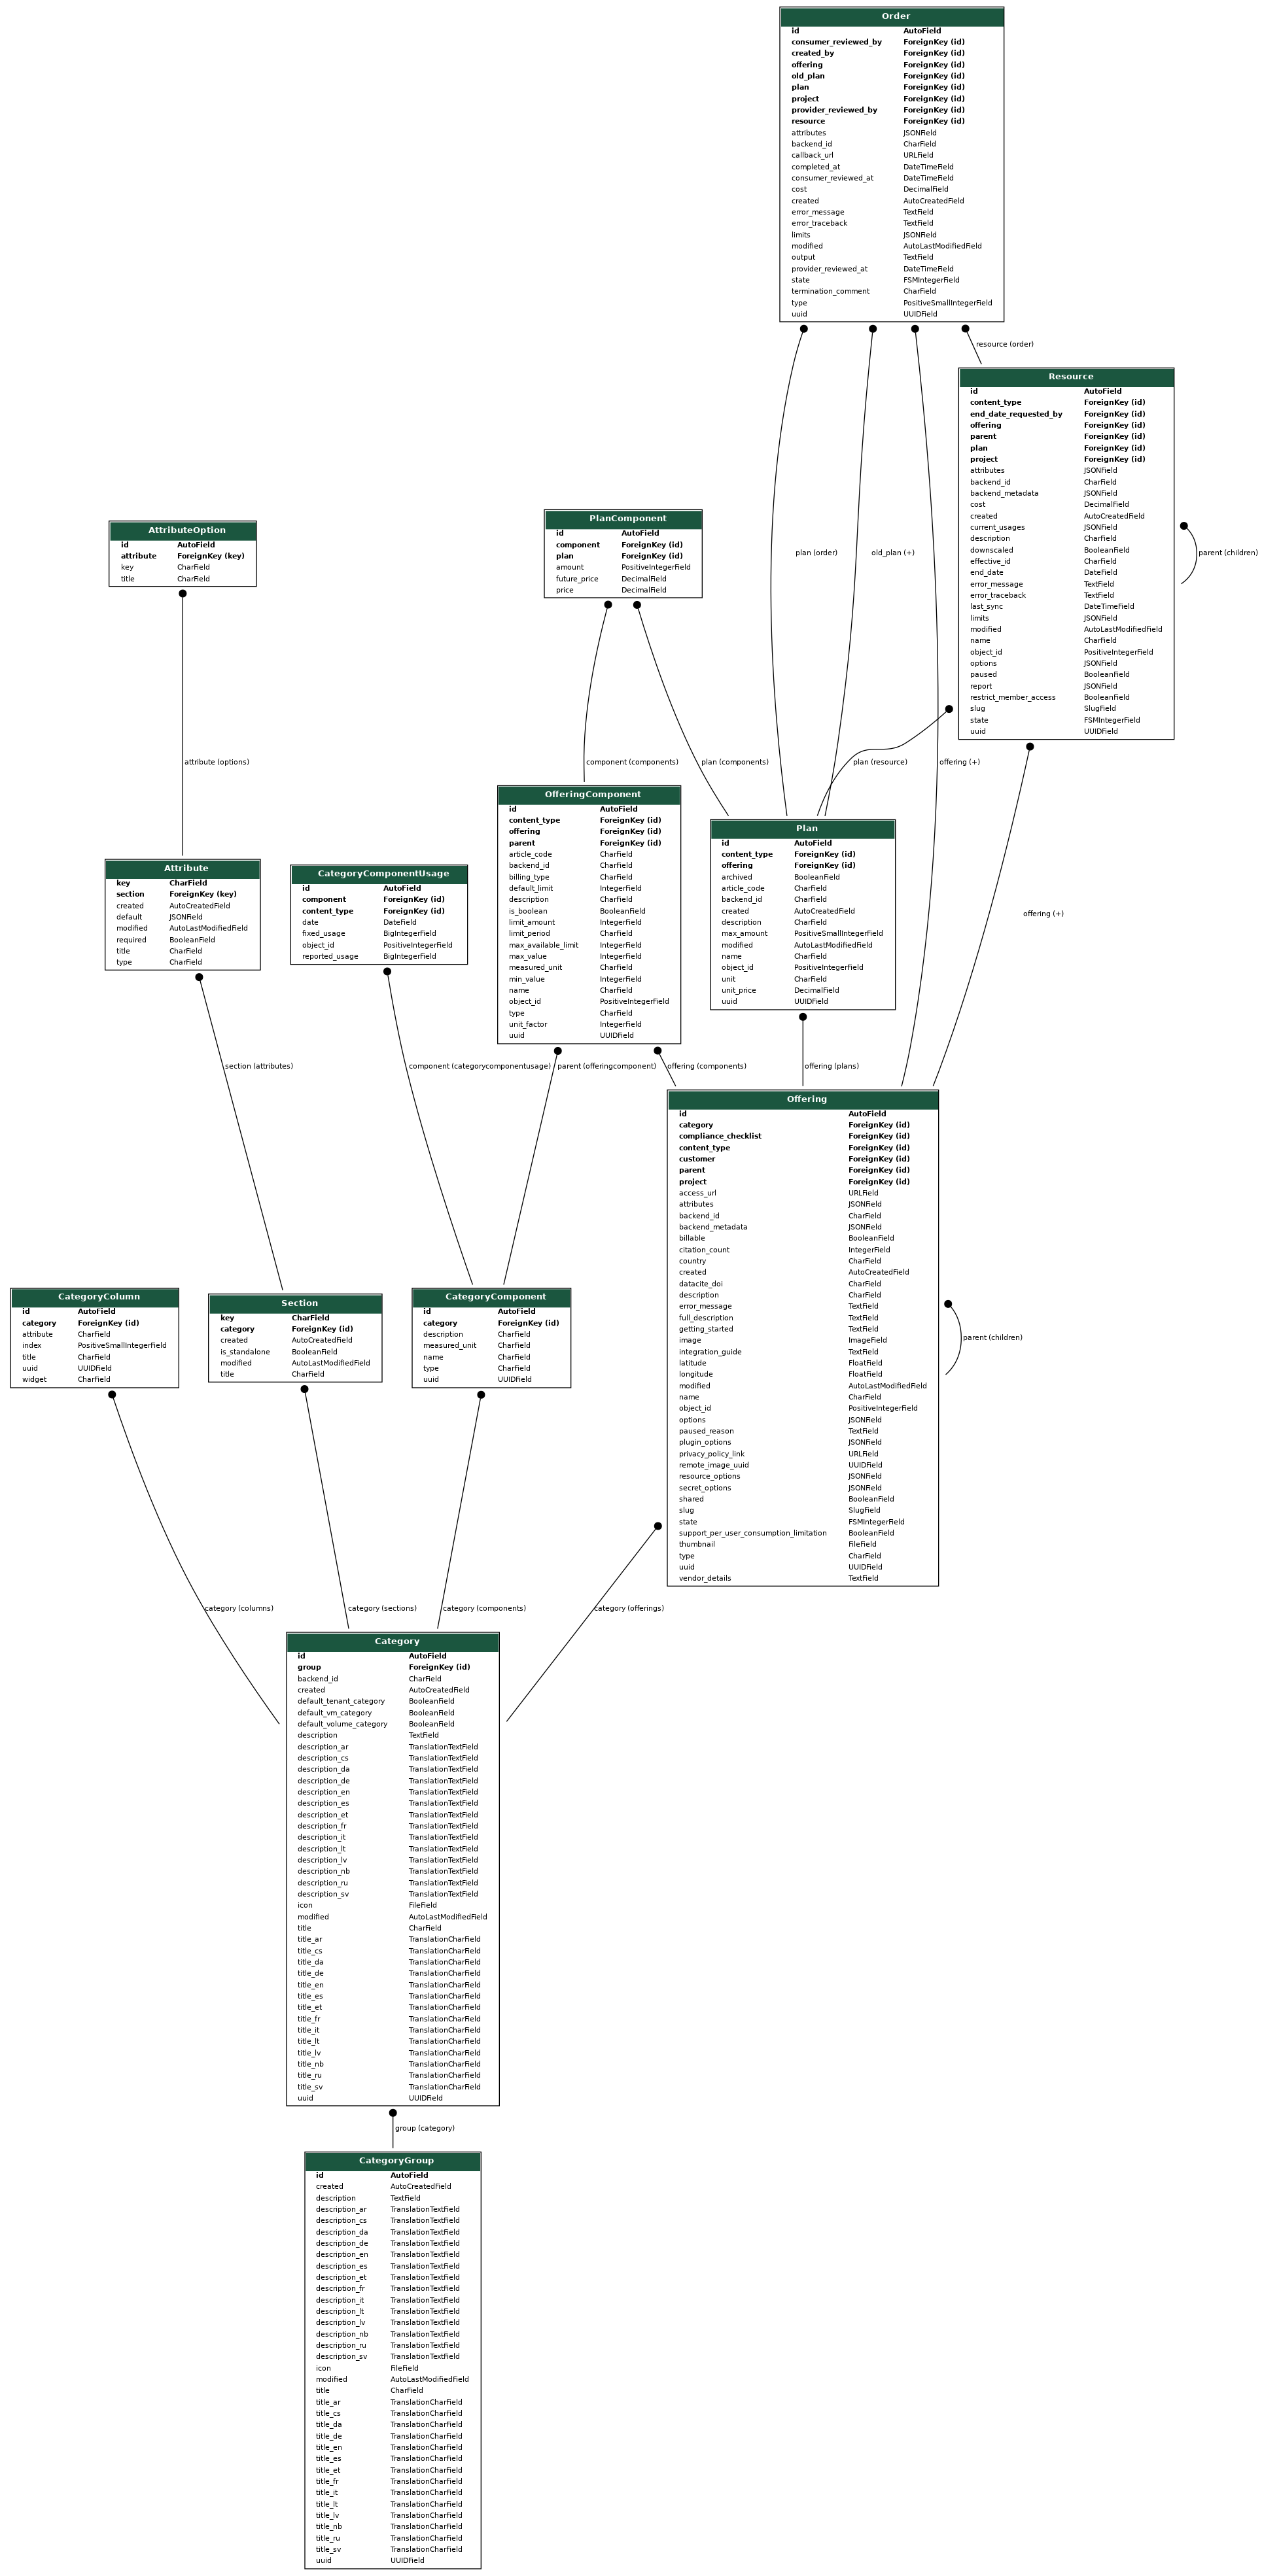 Order
id AutoField
consumer_reviewed_by ForeignKey (id)
created_by ForeignKey (id)
offering ForeignKey (id)
old_plan ForeignKey (id)
plan ForeignKey (id)
project ForeignKey (id)
provider_reviewed_by ForeignKey (id)
resource ForeignKey (id)
attributes JSONField
backend_id CharField
callback_url URLField
completed_at DateTimeField
consumer_reviewed_at DateTimeField
cost DecimalField
created AutoCreatedField
error_message TextField
error_traceback TextField
limits JSONField
modified AutoLastModifiedField
output TextField
provider_reviewed_at DateTimeField
state FSMIntegerField
termination_comment CharField
type PositiveSmallIntegerField
uuid UUIDField
resource (order)
Resource
id AutoField
content_type ForeignKey (id)
end_date_requested_by ForeignKey (id)
offering ForeignKey (id)
parent ForeignKey (id)
plan ForeignKey (id)
project ForeignKey (id)
attributes JSONField
backend_id CharField
backend_metadata JSONField
cost DecimalField
created AutoCreatedField
current_usages JSONField
description CharField
downscaled BooleanField
effective_id CharField
end_date DateField
error_message TextField
error_traceback TextField
last_sync DateTimeField
limits JSONField
modified AutoLastModifiedField
name CharField
object_id PositiveIntegerField
options JSONField
paused BooleanField
report JSONField
restrict_member_access BooleanField
slug SlugField
state FSMIntegerField
uuid UUIDField
parent (children)
AttributeOption
id AutoField
attribute ForeignKey (key)
key CharField
title CharField
PlanComponent
id AutoField
component ForeignKey (id)
plan ForeignKey (id)
amount PositiveIntegerField
future_price DecimalField
price DecimalField
plan (order)
old_plan (+)
attribute (options)
component (components)
plan (components)
plan (resource)
offering (+)
OfferingComponent
id AutoField
content_type ForeignKey (id)
offering ForeignKey (id)
parent ForeignKey (id)
article_code CharField
backend_id CharField
billing_type CharField
default_limit IntegerField
description CharField
is_boolean BooleanField
limit_amount IntegerField
limit_period CharField
max_available_limit IntegerField
max_value IntegerField
measured_unit CharField
min_value IntegerField
name CharField
object_id PositiveIntegerField
type CharField
unit_factor IntegerField
uuid UUIDField
Plan
id AutoField
content_type ForeignKey (id)
offering ForeignKey (id)
archived BooleanField
article_code CharField
backend_id CharField
created AutoCreatedField
description CharField
max_amount PositiveSmallIntegerField
modified AutoLastModifiedField
name CharField
object_id PositiveIntegerField
unit CharField
unit_price DecimalField
uuid UUIDField
Attribute
key CharField
section ForeignKey (key)
created AutoCreatedField
default JSONField
modified AutoLastModifiedField
required BooleanField
title CharField
type CharField
CategoryComponentUsage
id AutoField
component ForeignKey (id)
content_type ForeignKey (id)
date DateField
fixed_usage BigIntegerField
object_id PositiveIntegerField
reported_usage BigIntegerField
offering (+)
section (attributes)
component (categorycomponentusage)
parent (offeringcomponent)
offering (components)
offering (plans)
Offering
id AutoField
category ForeignKey (id)
compliance_checklist ForeignKey (id)
content_type ForeignKey (id)
customer ForeignKey (id)
parent ForeignKey (id)
project ForeignKey (id)
access_url URLField
attributes JSONField
backend_id CharField
backend_metadata JSONField
billable BooleanField
citation_count IntegerField
country CharField
created AutoCreatedField
datacite_doi CharField
description CharField
error_message TextField
full_description TextField
getting_started TextField
image ImageField
integration_guide TextField
latitude FloatField
longitude FloatField
modified AutoLastModifiedField
name CharField
object_id PositiveIntegerField
options JSONField
paused_reason TextField
plugin_options JSONField
privacy_policy_link URLField
remote_image_uuid UUIDField
resource_options JSONField
secret_options JSONField
shared BooleanField
slug SlugField
state FSMIntegerField
support_per_user_consumption_limitation BooleanField
thumbnail FileField
type CharField
uuid UUIDField
vendor_details TextField
parent (children)
CategoryColumn
id AutoField
category ForeignKey (id)
attribute CharField
index PositiveSmallIntegerField
title CharField
uuid UUIDField
widget CharField
Section
key CharField
category ForeignKey (id)
created AutoCreatedField
is_standalone BooleanField
modified AutoLastModifiedField
title CharField
CategoryComponent
id AutoField
category ForeignKey (id)
description CharField
measured_unit CharField
name CharField
type CharField
uuid UUIDField
category (columns)
category (sections)
category (components)
category (offerings)
Category
id AutoField
group ForeignKey (id)
backend_id CharField
created AutoCreatedField
default_tenant_category BooleanField
default_vm_category BooleanField
default_volume_category BooleanField
description TextField
description_ar TranslationTextField
description_cs TranslationTextField
description_da TranslationTextField
description_de TranslationTextField
description_en TranslationTextField
description_es TranslationTextField
description_et TranslationTextField
description_fr TranslationTextField
description_it TranslationTextField
description_lt TranslationTextField
description_lv TranslationTextField
description_nb TranslationTextField
description_ru TranslationTextField
description_sv TranslationTextField
icon FileField
modified AutoLastModifiedField
title CharField
title_ar TranslationCharField
title_cs TranslationCharField
title_da TranslationCharField
title_de TranslationCharField
title_en TranslationCharField
title_es TranslationCharField
title_et TranslationCharField
title_fr TranslationCharField
title_it TranslationCharField
title_lt TranslationCharField
title_lv TranslationCharField
title_nb TranslationCharField
title_ru TranslationCharField
title_sv TranslationCharField
uuid UUIDField
group (category)
CategoryGroup
id AutoField
created AutoCreatedField
description TextField
description_ar TranslationTextField
description_cs TranslationTextField
description_da TranslationTextField
description_de TranslationTextField
description_en TranslationTextField
description_es TranslationTextField
description_et TranslationTextField
description_fr TranslationTextField
description_it TranslationTextField
description_lt TranslationTextField
description_lv TranslationTextField
description_nb TranslationTextField
description_ru TranslationTextField
description_sv TranslationTextField
icon FileField
modified AutoLastModifiedField
title CharField
title_ar TranslationCharField
title_cs TranslationCharField
title_da TranslationCharField
title_de TranslationCharField
title_en TranslationCharField
title_es TranslationCharField
title_et TranslationCharField
title_fr TranslationCharField
title_it TranslationCharField
title_lt TranslationCharField
title_lv TranslationCharField
title_nb TranslationCharField
title_ru TranslationCharField
title_sv TranslationCharField
uuid UUIDField